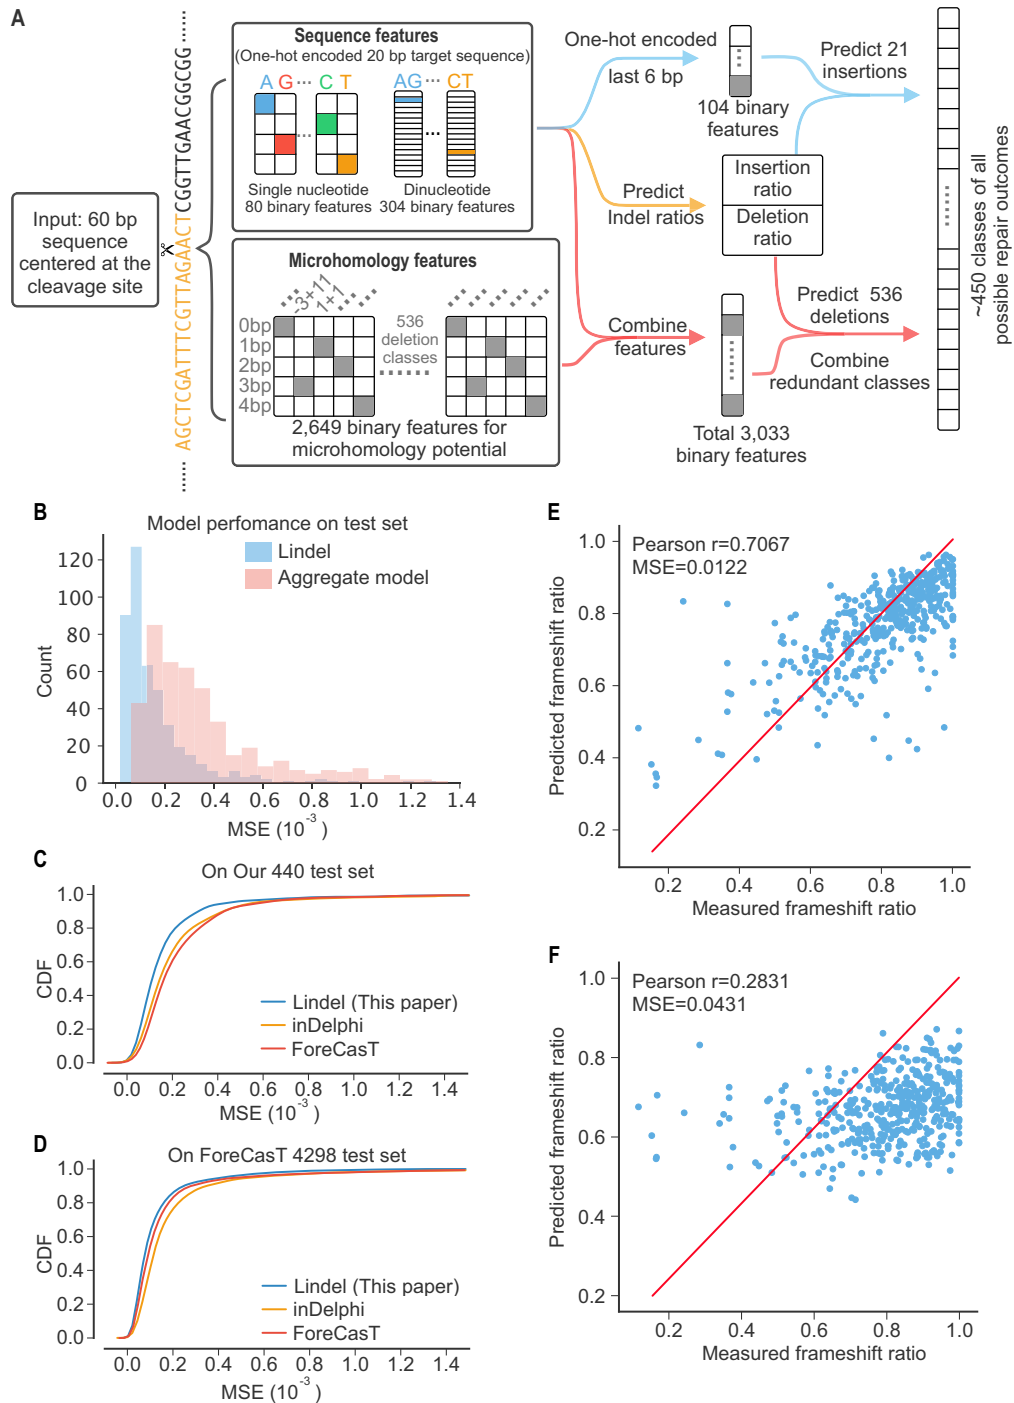 A
Input: 60 bp
sequence
centered at the
cleavage site
AGCTCGATTTCGTTAGAACTCGGTTGAACGGCGG
Sequence features
(One-hot encoded 20 bp target sequence)
A G C T
AG CT
Single nucleotide
80 binary features
Dinucleotide
304 binary features
Microhomology features
-3+11
1+1
0bp
1bp
2bp
3bp
4bp
536
deletion
classes
2,649 binary features for
microhomology potential
One-hot encoded
last 6 bp
104 binary
features
Predict 21
insertions
Predict
Indel ratios
Insertion
ratio
Deletion
ratio
Combine
features
Total 3,033
binary features
Predict 536
deletions
Combine
redundant classes
~450 classes of all
possible repair outcomes
B
Model perfomance on test set
Lindel
Aggregate model
Count
120
100
80
60
40
20
0
0.0 0.2 0.4 0.6 0.8 1.0 1.2 1.4
MSE (10-3 )
C
On Our 440 test set
CDF
1.0
0.8
0.6
0.4
0.2
0.0
Lindel (This paper)
inDelphi
ForeCasT
0.0 0.2 0.4 0.6 0.8 1.0 1.2 1.4
MSE (10-3 )
D
On ForeCasT 4298 test set
CDF
1.0
0.8
0.6
0.4
0.2
0.0
Lindel (This paper)
inDelphi
ForeCasT
0.0 0.2 0.4 0.6 0.8 1.0 1.2 1.4
MSE (10-3 )
E
Pearson r=0.7067
MSE=0.0122
Predicted frameshift ratio
1.0
0.8
0.6
0.4
0.2
0.2 0.4 0.6 0.8 1.0
Measured frameshift ratio
F
Pearson r=0.2831
MSE=0.0431
Predicted frameshift ratio
1.0
0.8
0.6
0.4
0.2
0.2 0.4 0.6 0.8 1.0
Measured frameshift ratio